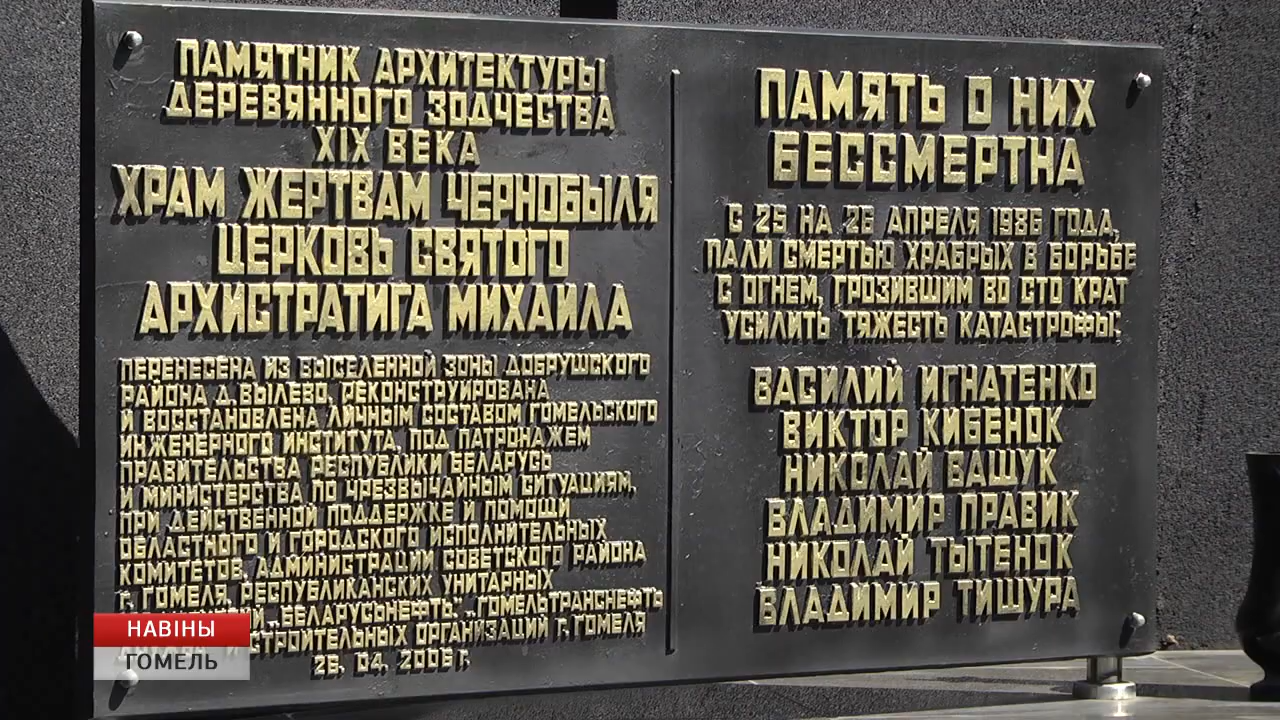 ПАМЯТНИК АРХИТЕКТУРЫ
ДЕРЕВЯННОГО ЗОДЧЕСТВА
XIX ВЕКА
ХРАМ ЖЕРТВАМ ЧЕРНОБЫЛЯ
ЦЕРКОВЬ СВЯТОГО
АРХИСТРАТИГА МИХАИЛА
ПЕРЕНЕСЕНА ИЗ ВЫСЕЛЕННОЙ ЗОНЫ ДОБРУШСКОГО
РАЙОНА Д. ВЫЛЕВО, РЕКОНСТРУИРОВАНА
И ВОССТАНОВЛЕНА ЛИЧНЫМ СОСТАВОМ ГОМЕЛЬСКОГО
ИНЖЕНЕРНОГО ИНСТИТУТА, ПОД ПАТРОНАЖЕМ
ПРАВИТЕЛЬСТВА РЕСПУБЛИКИ БЕЛАРУСЬ
И МИНИСТЕРСТВА ПО ЧРЕЗВЫЧАЙНЫМ СИТУАЦИЯМ,
ПРИ ДЕЙСТВЕННОЙ ПОДДЕРЖКЕ И ПОМОЩИ
ОБЛАСТНОГО И ГОРОДСКОГО ИСПОЛНИТЕЛЬНЫХ
КОМИТЕТОВ, АДМИНИСТРАЦИИ СОВЕТСКОГО РАЙОНА
Г. ГОМЕЛЯ, РЕСПУБЛИКАНСКИХ УНИТАРНЫХ
„БЕЛАРУСЬНЕФТЬ", „ГОМЕЛЬТРАНСНЕФТЬ
СТРОИТЕЛЬНЫХ ОРГАНИЗАЦИЙ Г. ГОМЕЛЯ
26. 04. 2006 Г.
ПАМЯТЬ О НИХ
БЕССМЕРТНА
С 25 НА 26 АПРЕЛЯ 1986 ГОДА,
ПАЛИ СМЕРТЬЮ ХРАБРЫХ В БОРЬБЕ
С ОГНЕМ, ГРОЗИВШИМ ВО СТО КРАТ
УСИЛИТЬ ТЯЖЕСТЬ КАТАСТРОФЫ:
ВАСИЛИЙ ИГНАТЕНКО
ВИКТОР КИБЕНОК
НИКОЛАЙ ВАЩУК
ВЛАДИМИР ПРАВИК
НИКОЛАЙ ТЫТЕНОК
ВЛАДИМИР ТИШУРА
НАВІНЫ
ГОМЕЛЬ